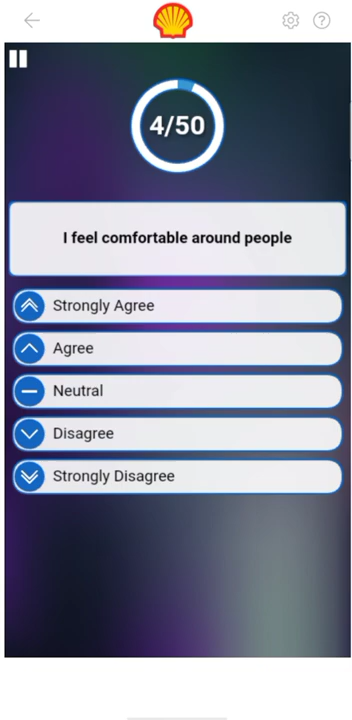 4/50
I feel comfortable around people
Strongly Agree
Agree
Neutral
Disagree
Strongly Disagree